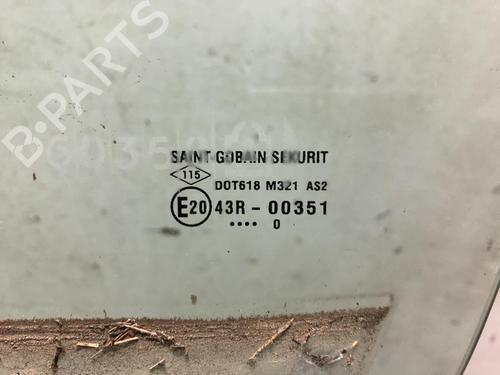 B-PARTS
SAINT-GOBAIN SEKURIT
115
DOT618 M321 AS2
E20 43R-00351
.... 0